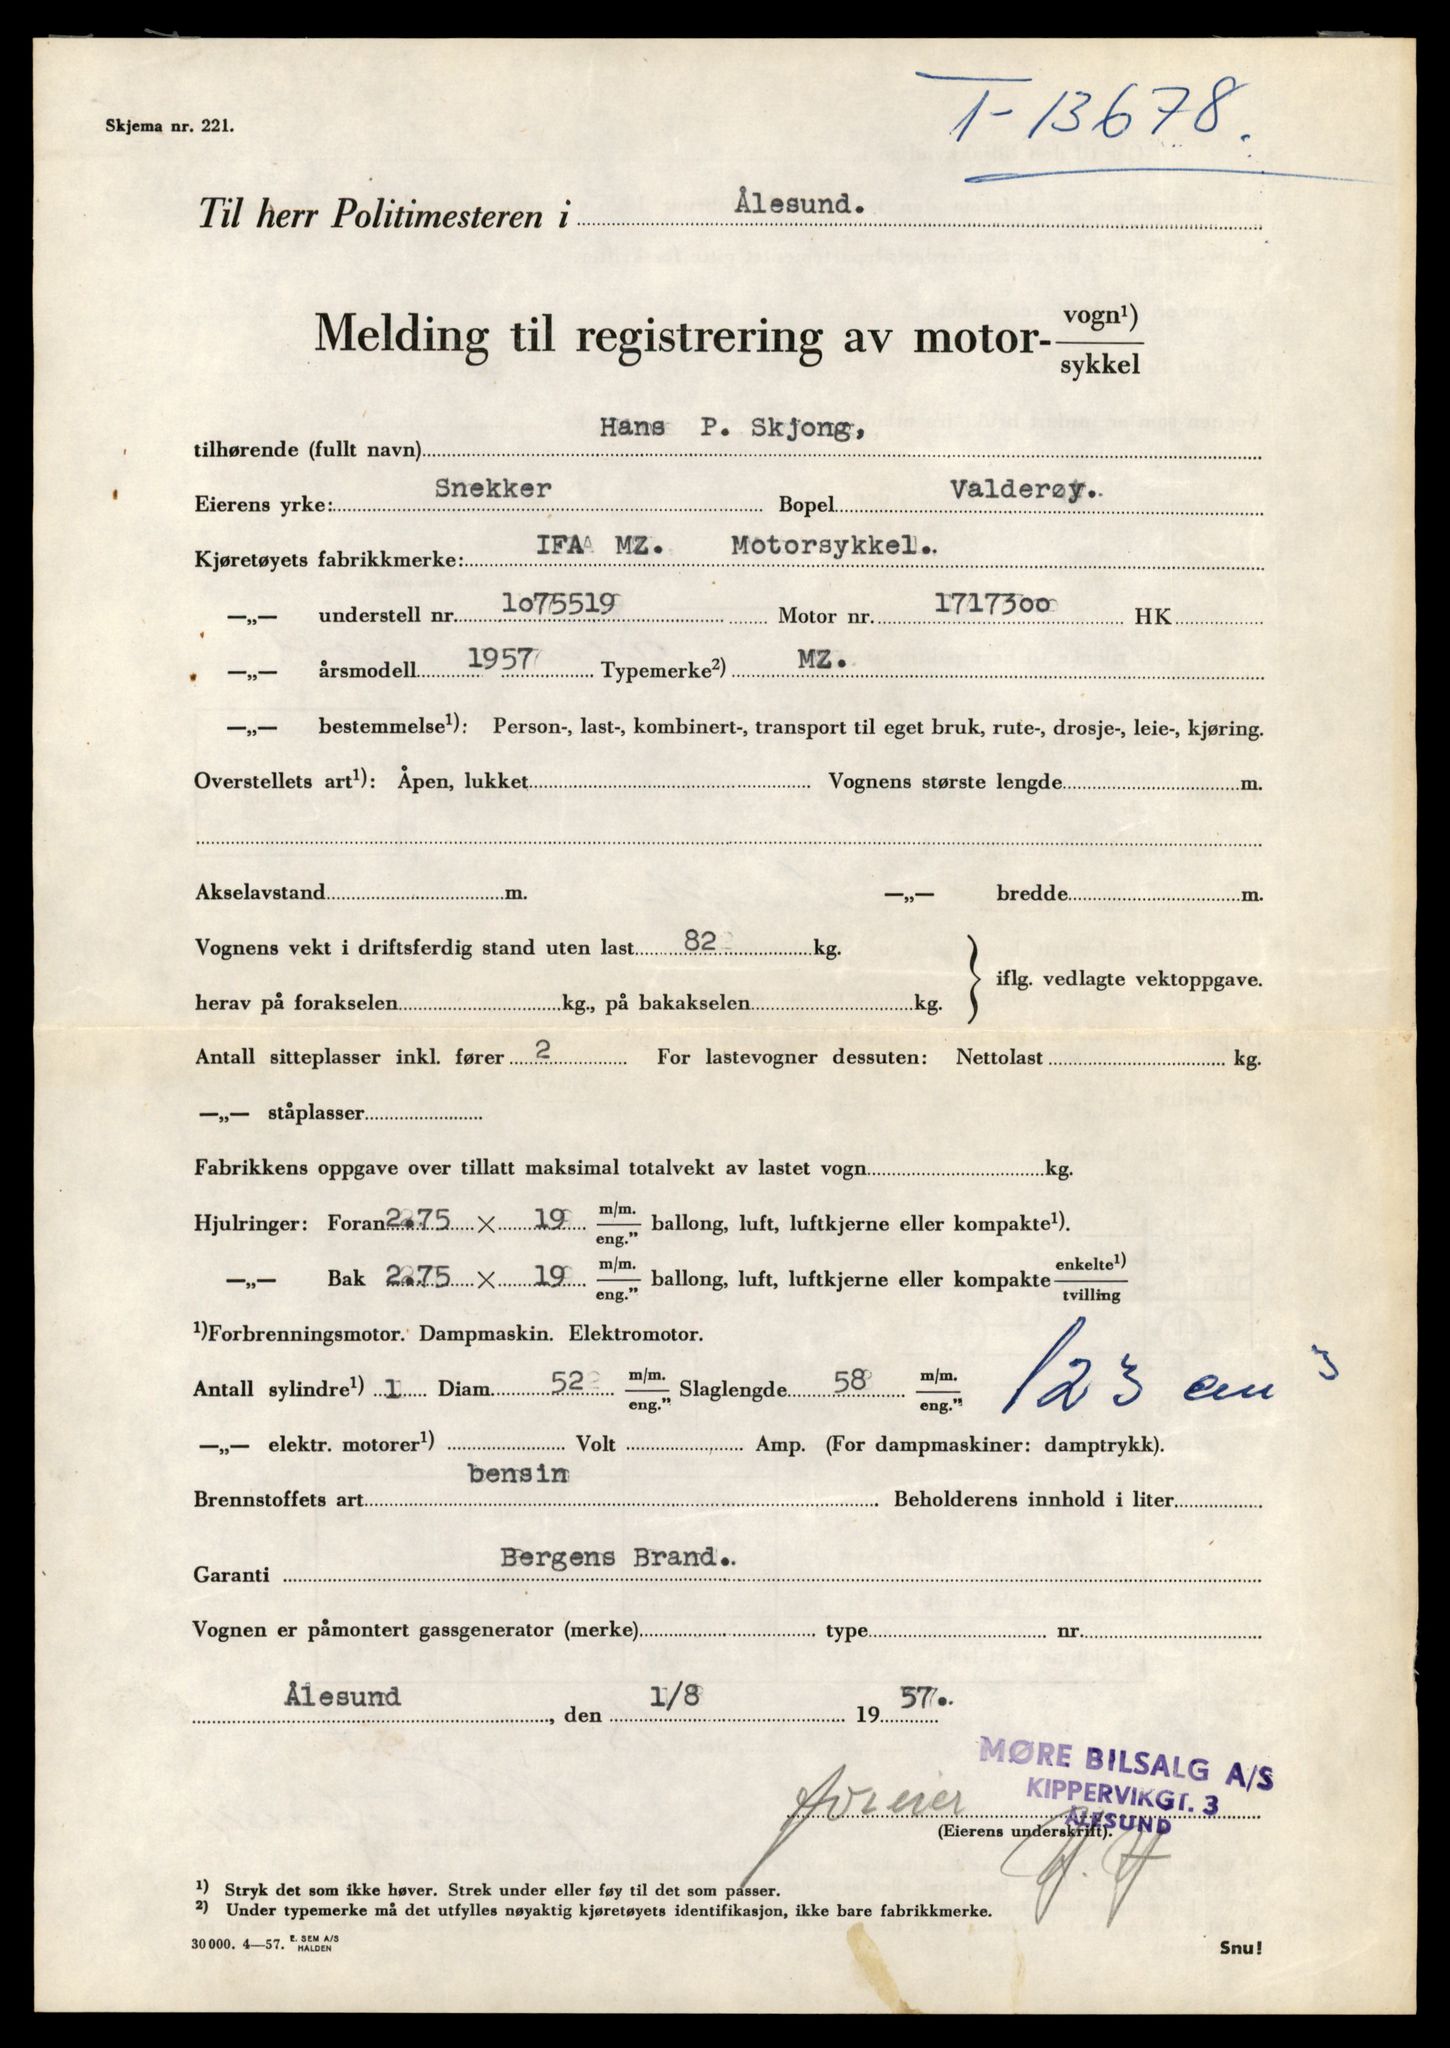 T-13678.
Skjema nr. 221.
Til herr Politimesteren i Ålesund.
Melding til registrering av motor- vogn¹) / sykkel
tilhørende (fullt navn) Hans P. Skjong,
Eierens yrke: Snekker Bopel Valderøy.
Kjøretøyets fabrikkmerke: IFA MZ. Motorsykkel.
—„— understell nr. 1o75519 Motor nr. 17173oo HK
—„— årsmodell 1957 Typemerke²) MZ.
—„— bestemmelse¹): Person-, last-, kombinert-, transport til eget bruk, rute-, drosje-, leie-, kjøring.
Overstellets art¹): Åpen, lukket Vognens største lengde m.
Akselavstand m. —„— bredde m.
Vognens vekt i driftsferdig stand uten last 82 kg.
herav på forakselen kg., på bakakselen kg. } iflg. vedlagte vektoppgave.
Antall sitteplasser inkl. fører 2 For lastevogner dessuten: Nettolast kg.
—„— ståplasser
Fabrikkens oppgave over tillatt maksimal totalvekt av lastet vogn kg.
Hjulringer: Foran 2.75 × 19 m/m. / eng.” ballong, luft, luftkjerne eller kompakte¹).
—„— Bak 2.75 × 19 m/m. / eng.” ballong, luft, luftkjerne eller kompakte enkelte¹) / tvilling
¹)Forbrenningsmotor. Dampmaskin. Elektromotor.
Antall sylindre¹) 1 Diam. 52 m/m. / eng.” Slaglengde 58 m/m. / eng.” 123 cm³
—„— elektr. motorer¹) Volt Amp. (For dampmaskiner: damptrykk).
Brennstoffets art bensin Beholderens innhold i liter
Garanti Bergens Brand.
Vognen er påmontert gassgenerator (merke) type nr.
Ålesund, den 1/8 19 57.
MØRE BILSALG A/S
KIPPERVIKGT. 3
ÅLESUND
for eier
(Eierens underskrift).
¹) Stryk det som ikke høver. Strek under eller føy til det som passer.
²) Under typemerke må det utfylles nøyaktig kjøretøyets identifikasjon, ikke bare fabrikkmerke.
30 000. 4—57. E. SEM A/S HALDEN
Snu!